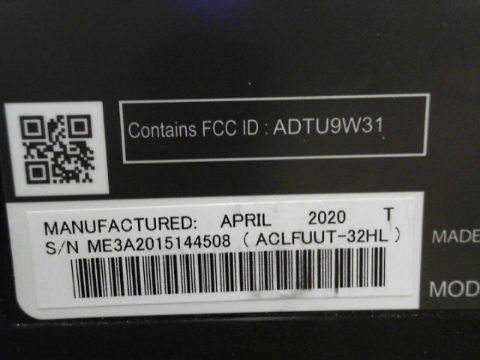 Contains FCC ID : ADTU9W31
MANUFACTURED: APRIL 2020 T
S/N ME3A2015144508 ( ACLFUUT-32HL )
MADE
MOD